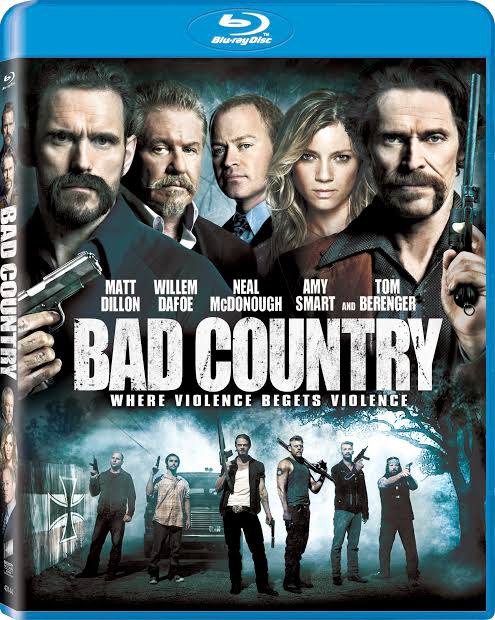 Blu-ray Disc
MATT DILLON
WILLEM DAFOE
NEAL McDONOUGH
AMY SMART
AND TOM BERENGER
BAD COUNTRY
WHERE VIOLENCE BEGETS VIOLENCE
BAD COUNTRY